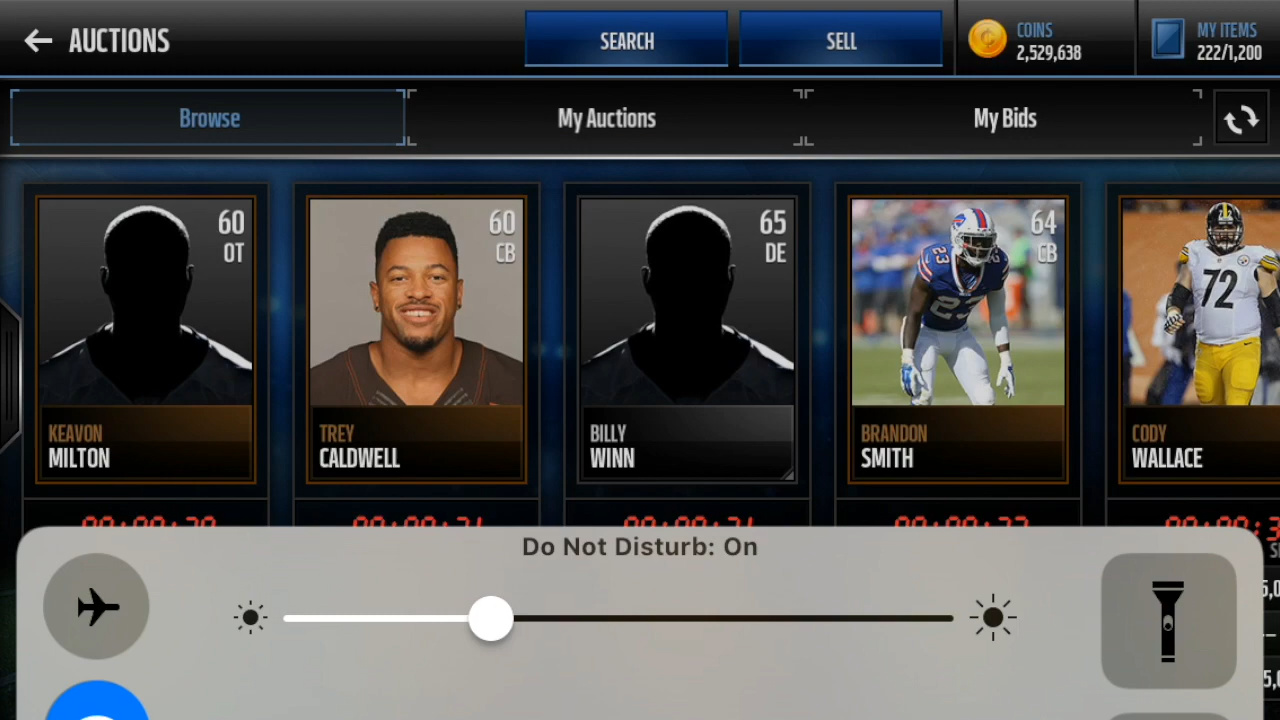 AUCTIONS
SEARCH
SELL
COINS
2,529,638
MY ITEMS
222/1,200
Browse
My Auctions
My Bids
60
OT
KEAVON
MILTON
60
CB
TREY
CALDWELL
65
DE
BILLY
WINN
64
CB
23
BRANDON
SMITH
72
CODY
WALLACE
Do Not Disturb: On